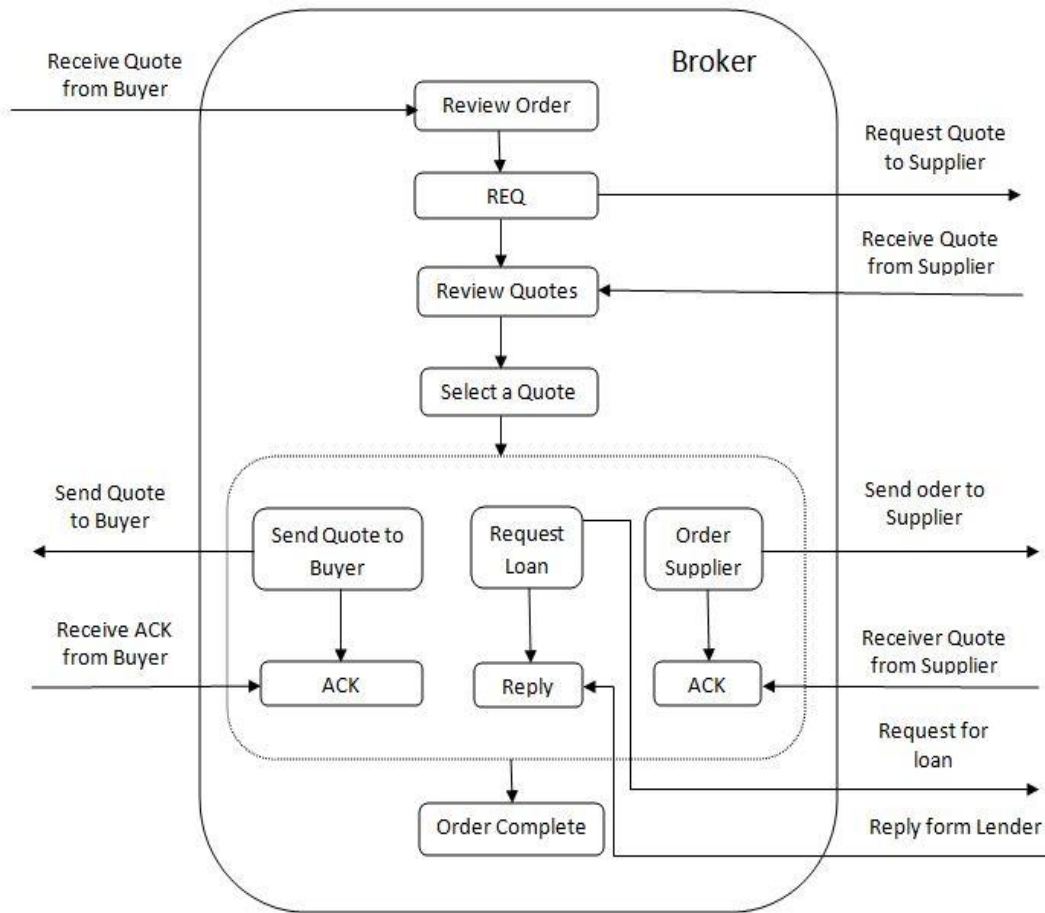 Receive Quote
from Buyer
Broker
Review Order
Request Quote
to Supplier
REQ
Receive Quote
from Supplier
Review Quotes
Select a Quote
Send Quote
to Buyer
Send oder to
Supplier
Send Quote to
Buyer
Request
Loan
Order
Supplier
Receive ACK
from Buyer
Receiver Quote
from Supplier
ACK
Reply
ACK
Request for
loan
Order Complete
Reply form Lender